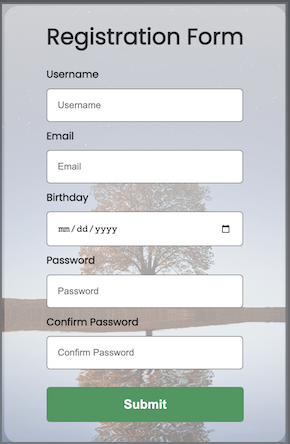 Registration Form
Username
Username
Email
Email
Birthday
mm/dd/yyyy
Password
Password
Confirm Password
Confirm Password
Submit